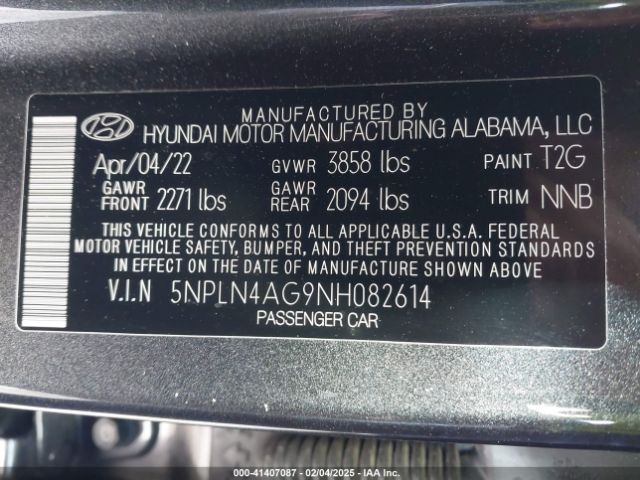 MANUFACTURED BY
HYUNDAI MOTOR MANUFACTURING ALABAMA, LLC
Apr/04/22 GVWR 3858 lbs PAINT T2G
GAWR FRONT 2271 lbs GAWR REAR 2094 lbs TRIM NNB
THIS VEHICLE CONFORMS TO ALL APPLICABLE U.S.A. FEDERAL
MOTOR VEHICLE SAFETY, BUMPER, AND THEFT PREVENTION STANDARDS
IN EFFECT ON THE DATE OF MANUFACTURE SHOWN ABOVE.
V.I.N 5NPLN4AG9NH082614
PASSENGER CAR
000-41407087 - 02/04/2025 - IAA Inc.